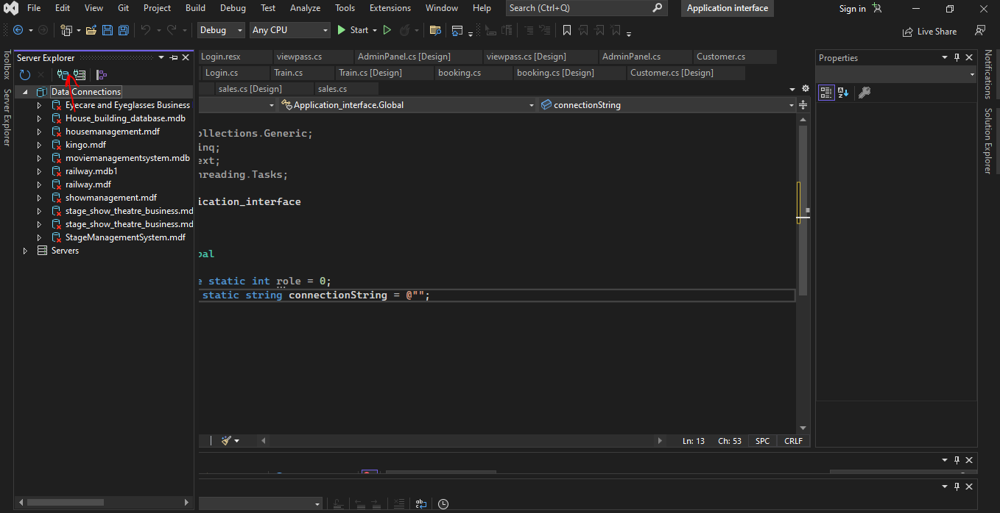 File Edit View Git Project Build Debug Test Analyze Tools Extensions Window Help Search (Ctrl+Q) Application interface Sign in
Debug Any CPU Start Live Share
Toolbox
Server Explorer
Server Explorer
Data Connections
Eyecare and Eyeglasses Business
House_building_database.mdb
housemanagement.mdf
kingo.mdf
moviemanagementsystem.mdb
railway.mdb1
railway.mdf
showmanagement.mdf
stage_show_theatre_business.md
stage_show_theatre_business.md
StageManagementSystem.mdf
Servers
Login.resx viewpass.cs AdminPanel.cs [Design] viewpass.cs [Design] AdminPanel.cs Customer.cs
Login.cs Train.cs Train.cs [Design] booking.cs booking.cs [Design] Customer.cs [Design]
sales.cs [Design] sales.cs
Application_interface.Global connectionString
ollections.Generic;
inq;
ext;
hreading.Tasks;
ication_interface
bal
e static int role = 0;
static string connectionString = @"";
Ln: 13 Ch: 53 SPC CRLF
Properties
Notifications
Solution Explorer